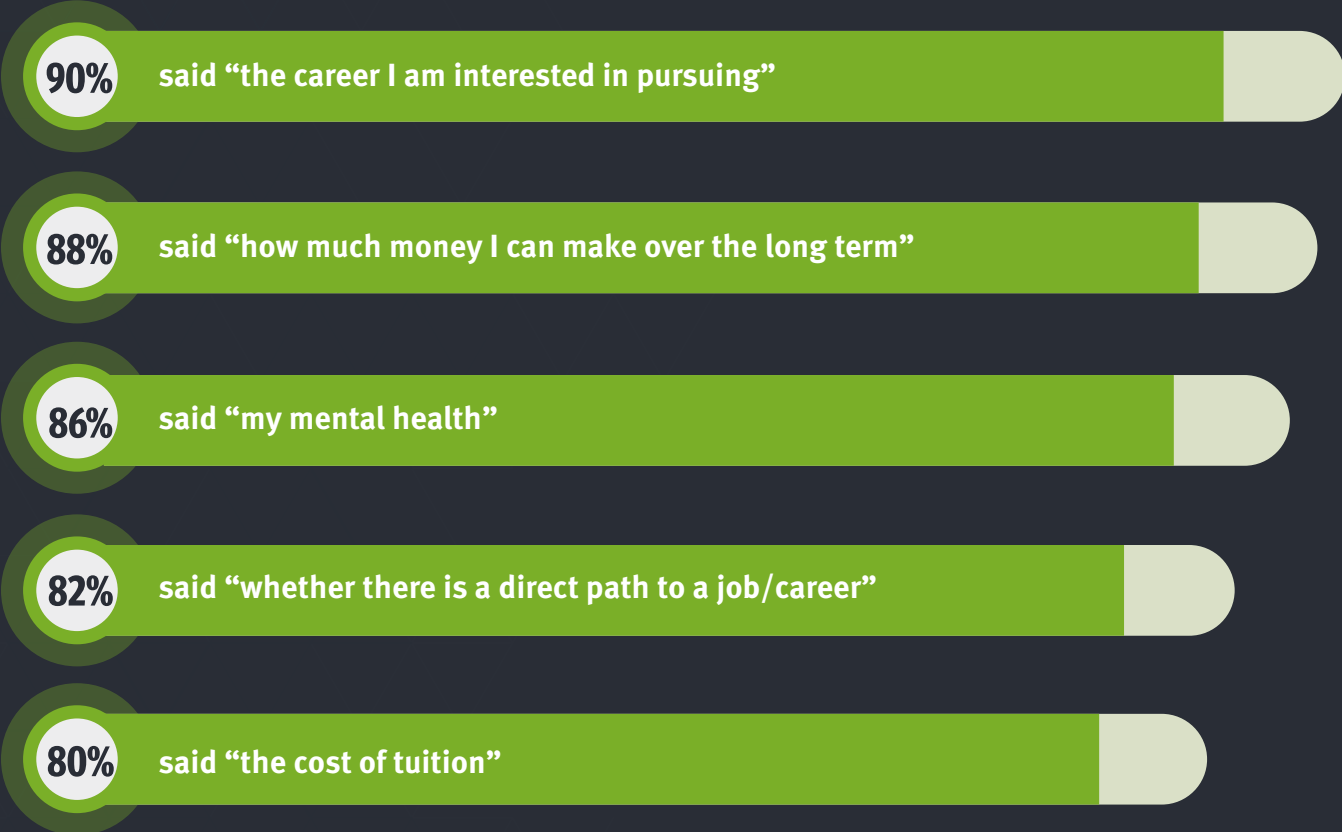 90% said “the career I am interested in pursuing”
88% said “how much money I can make over the long term”
86% said “my mental health”
82% said “whether there is a direct path to a job/career”
80% said “the cost of tuition”